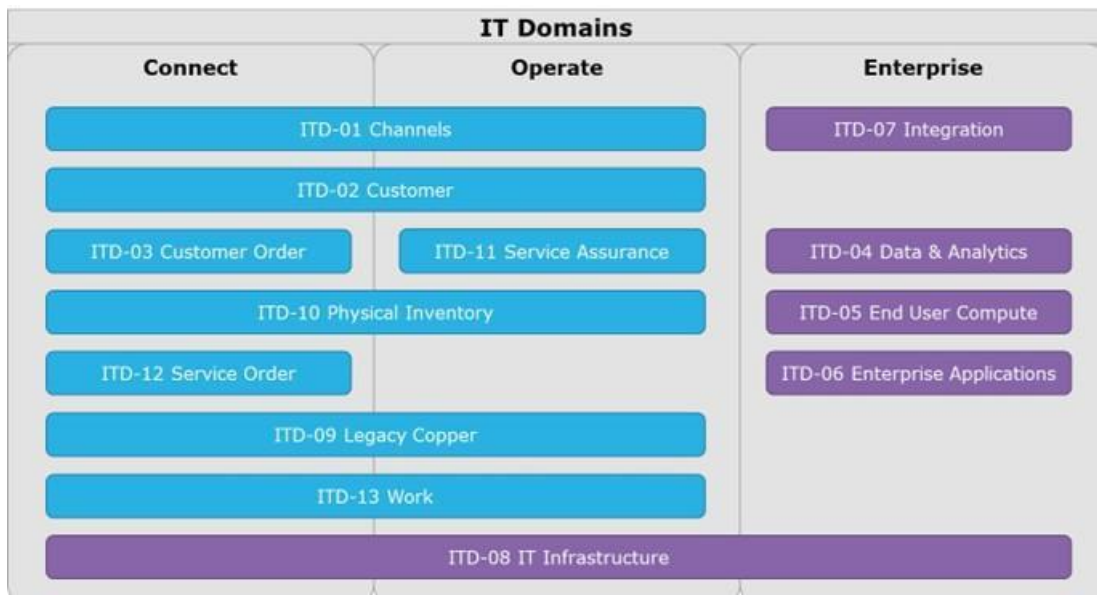 IT Domains
Connect
Operate
Enterprise
ITD-01 Channels
ITD-07 Integration
ITD-02 Customer
ITD-03 Customer Order
ITD-11 Service Assurance
ITD-04 Data & Analytics
ITD-10 Physical Inventory
ITD-05 End User Compute
ITD-12 Service Order
ITD-06 Enterprise Applications
ITD-09 Legacy Copper
ITD-13 Work
ITD-08 IT Infrastructure